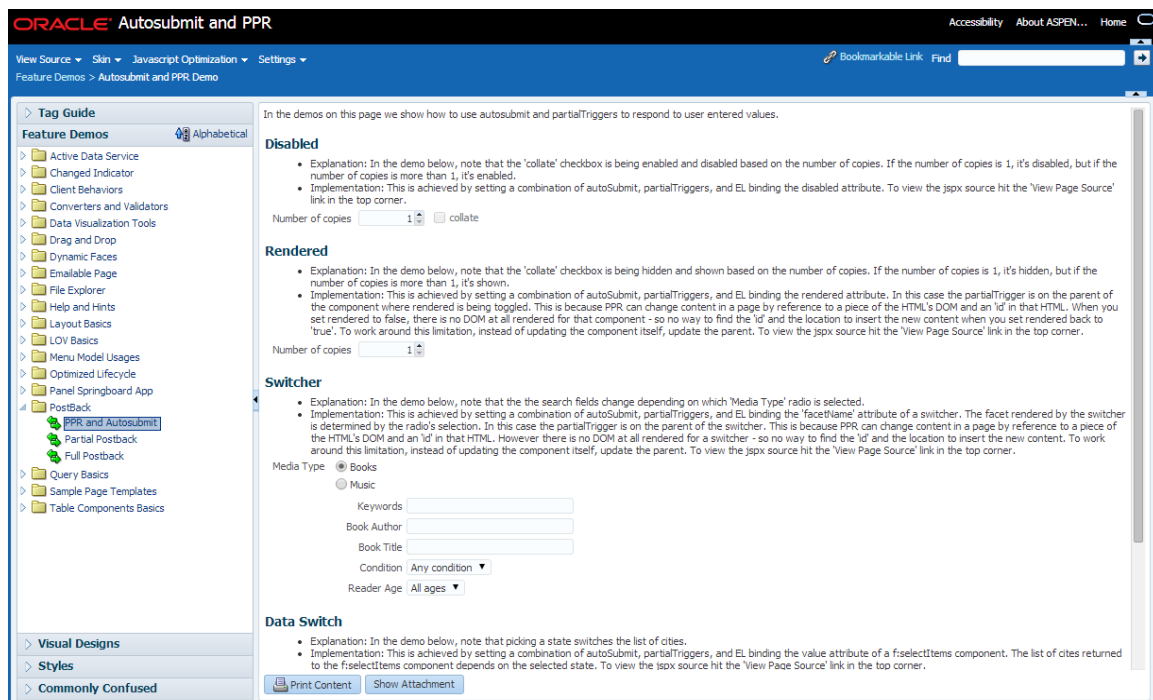 ORACLE Autosubmit and PPR
Accessibility About ASPEN... Home
View Source Skin Javascript Optimization Settings
Bookmarkable Link Find
Feature Demos > Autosubmit and PPR Demo
Tag Guide
Feature Demos Alphabetical
Active Data Service
Changed Indicator
Client Behaviors
Converters and Validators
Data Visualization Tools
Drag and Drop
Dynamic Faces
Emailable Page
File Explorer
Help and Hints
Layout Basics
LOV Basics
Menu Model Usages
Optimized Lifecycle
Panel Springboard App
PostBack
PPR and Autosubmit
Partial Postback
Full Postback
Query Basics
Sample Page Templates
Table Components Basics
Visual Designs
Styles
Commonly Confused
In the demos on this page we show how to use autosubmit and partialTriggers to respond to user entered values.
Disabled
• Explanation: In the demo below, note that the 'collate' checkbox is being enabled and disabled based on the number of copies. If the number of copies is 1, it's disabled, but if the
number of copies is more than 1, it's enabled.
• Implementation: This is achieved by setting a combination of autoSubmit, partialTriggers, and EL binding the disabled attribute. To view the jspx source hit the 'View Page Source'
link in the top corner.
Number of copies 1 collate
Rendered
• Explanation: In the demo below, note that the 'collate' checkbox is being hidden and shown based on the number of copies. If the number of copies is 1, it's hidden, but if the
number of copies is more than 1, it's shown.
• Implementation: This is achieved by setting a combination of autoSubmit, partialTriggers, and EL binding the rendered attribute. In this case the partialTrigger is on the parent of
the component where rendered is being toggled. This is because PPR can change content in a page by reference to a piece of the HTML's DOM and an 'id' in that HTML. When you
set rendered to false, there is no DOM at all rendered for that component - so no way to find the 'id' and the location to insert the new content when you set rendered back to
'true'. To work around this limitation, instead of updating the component itself, update the parent. To view the jspx source hit the 'View Page Source' link in the top corner.
Number of copies 1
Switcher
• Explanation: In the demo below, note that the the search fields change depending on which 'Media Type' radio is selected.
• Implementation: This is achieved by setting a combination of autoSubmit, partialTriggers, and EL binding the 'facetName' attribute of a switcher. The facet rendered by the switcher
is determined by the radio's selection. In this case the partialTrigger is on the parent of the switcher. This is because PPR can change content in a page by reference to a piece of
the HTML's DOM and an 'id' in that HTML. However there is no DOM at all rendered for a switcher - so no way to find the 'id' and the location to insert the new content. To work
around this limitation, instead of updating the component itself, update the parent. To view the jspx source hit the 'View Page Source' link in the top corner.
Media Type Books
Music
Keywords
Book Author
Book Title
Condition Any condition
Reader Age All ages
Data Switch
• Explanation: In the demo below, note that picking a state switches the list of cities.
• Implementation: This is achieved by setting a combination of autoSubmit, partialTriggers, and EL binding the value attribute of a f:selectItems component. The list of cites returned
to the f:selectItems component depends on the selected state. To view the jspx source hit the 'View Page Source' link in the top corner.
Print Content Show Attachment